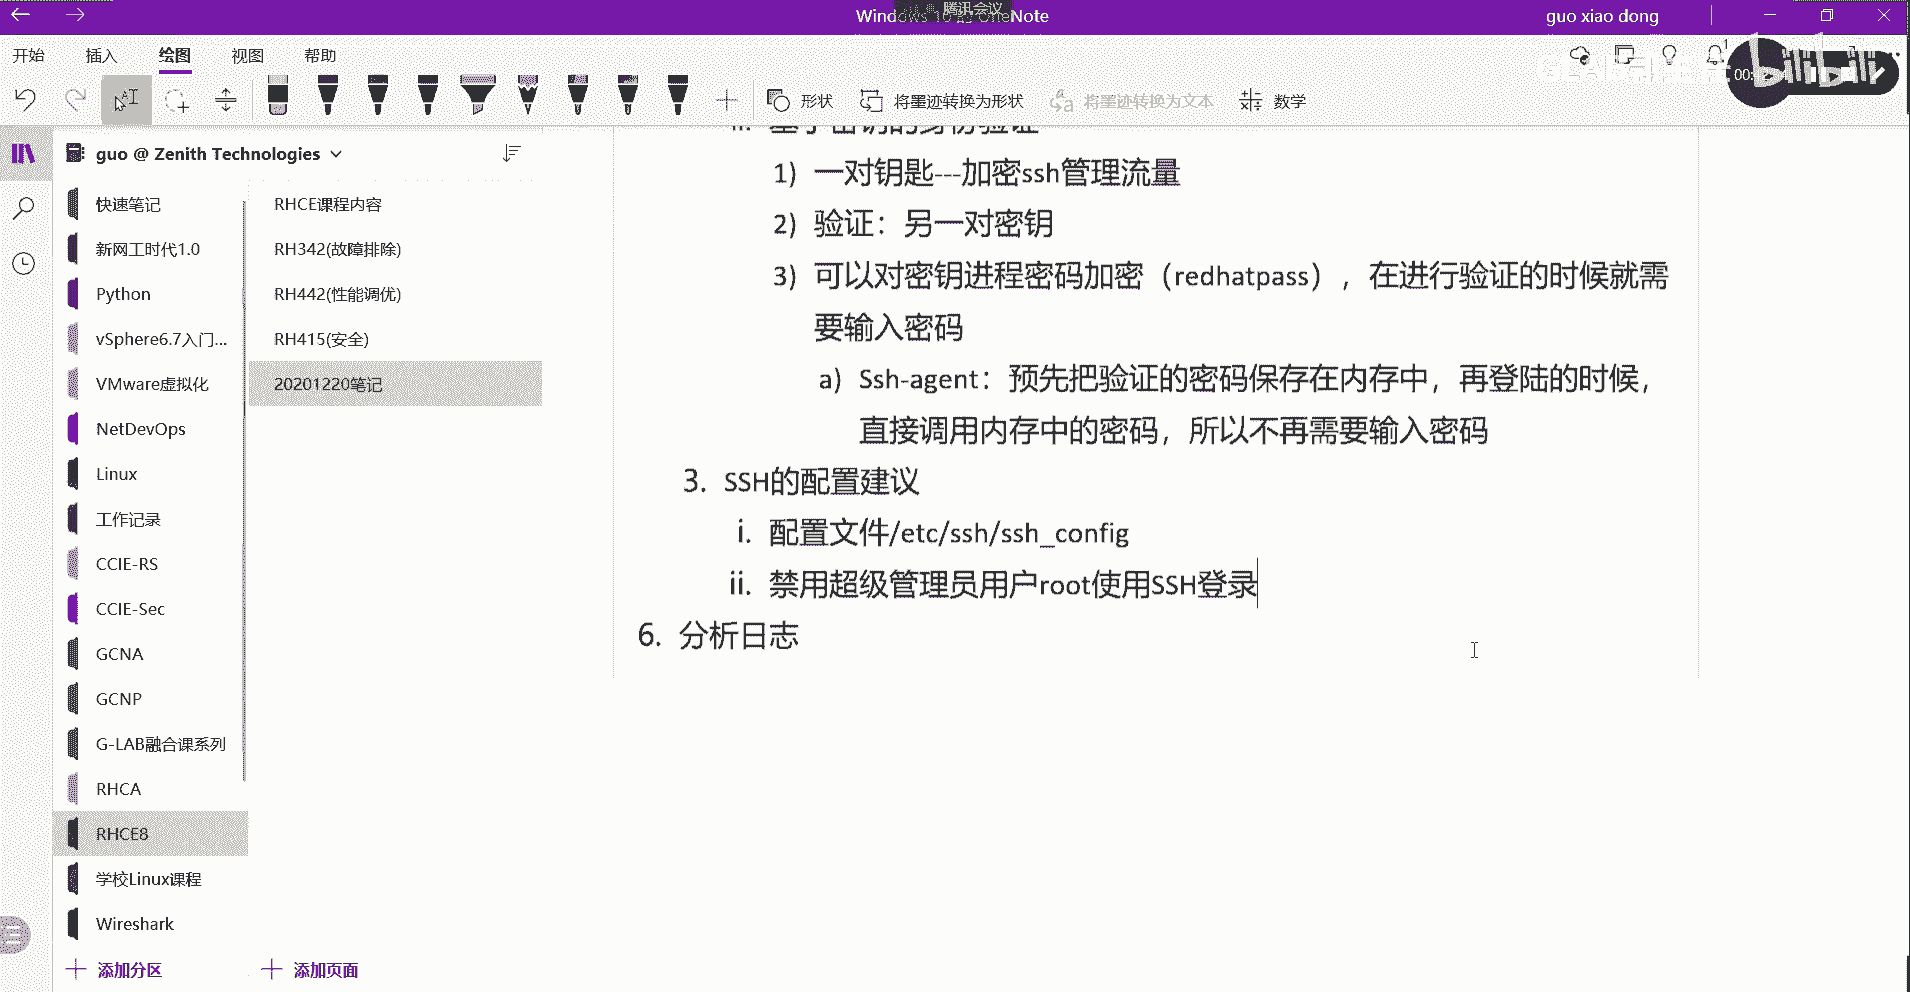 腾讯会议
Windows 10 版 OneNote
guo xiao dong
开始 插入 绘图 视图 帮助
00:42
bilibili
形状 将墨迹转换为形状 将墨迹转换为文本 数学
guo @ Zenith Technologies
快速笔记
新网工时代1.0
Python
vSphere6.7入门...
VMware虚拟化
NetDevOps
Linux
工作记录
CCIE-RS
CCIE-Sec
GCNA
GCNP
G-LAB融合课系列
RHCA
RHCE8
学校Linux课程
Wireshark
添加分区
RHCE课程内容
RH342(故障排除)
RH442(性能调优)
RH415(安全)
20201220笔记
添加页面
ii. 基于密钥的身份验证
1) 一对钥匙---加密ssh管理流量
2) 验证：另一对密钥
3) 可以对密钥进程密码加密（redhatpass），在进行验证的时候就需
要输入密码
a) Ssh-agent：预先把验证的密码保存在内存中，再登陆的时候，
直接调用内存中的密码，所以不再需要输入密码
3. SSH的配置建议
i. 配置文件/etc/ssh/ssh_config
ii. 禁用超级管理员用户root使用SSH登录
6. 分析日志